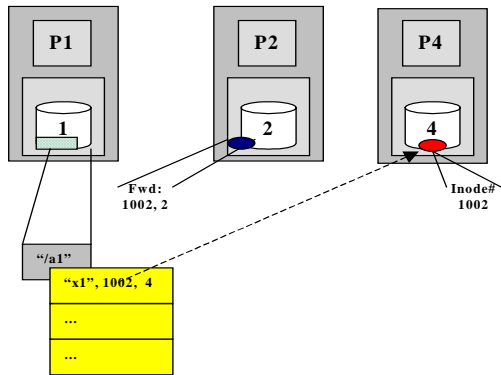 P1
P2
P4
1
2
4
Fwd:
1002, 2
Inode#
1002
“/a1”
“x1”, 1002, 4
...
...